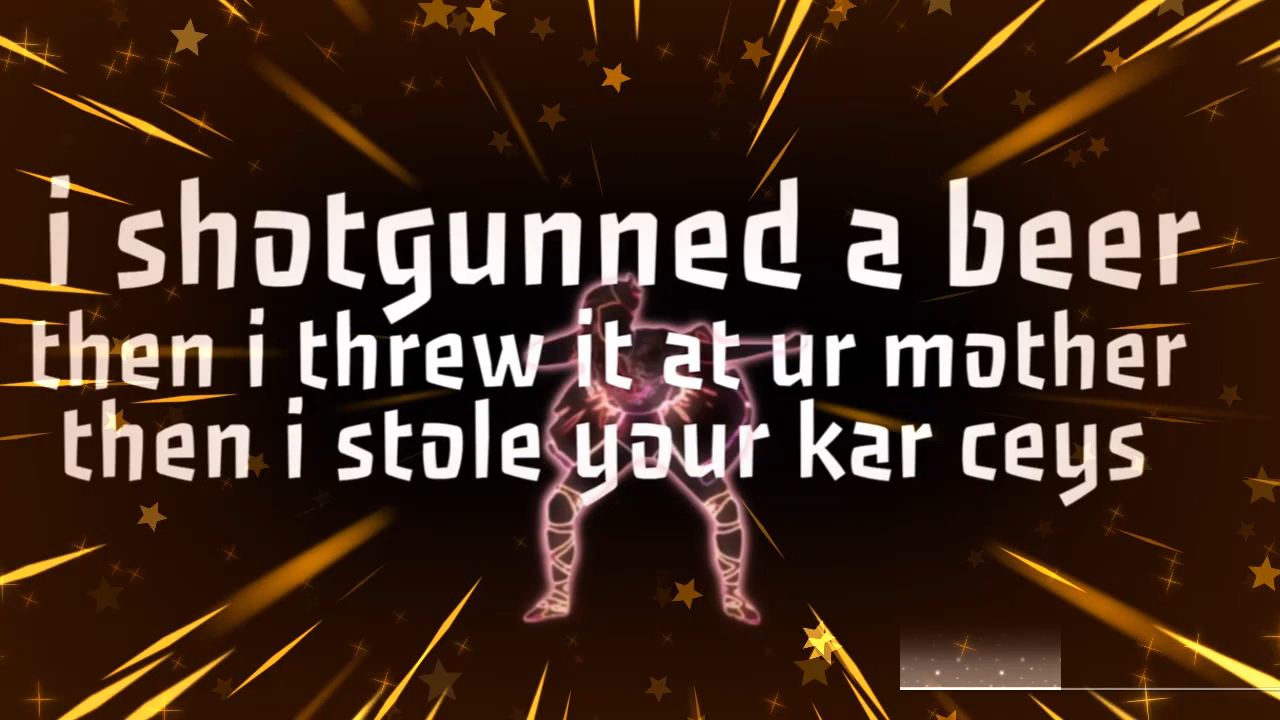 i shotgunned a beer
then i threw it at ur mother
then i stole your kar ceys